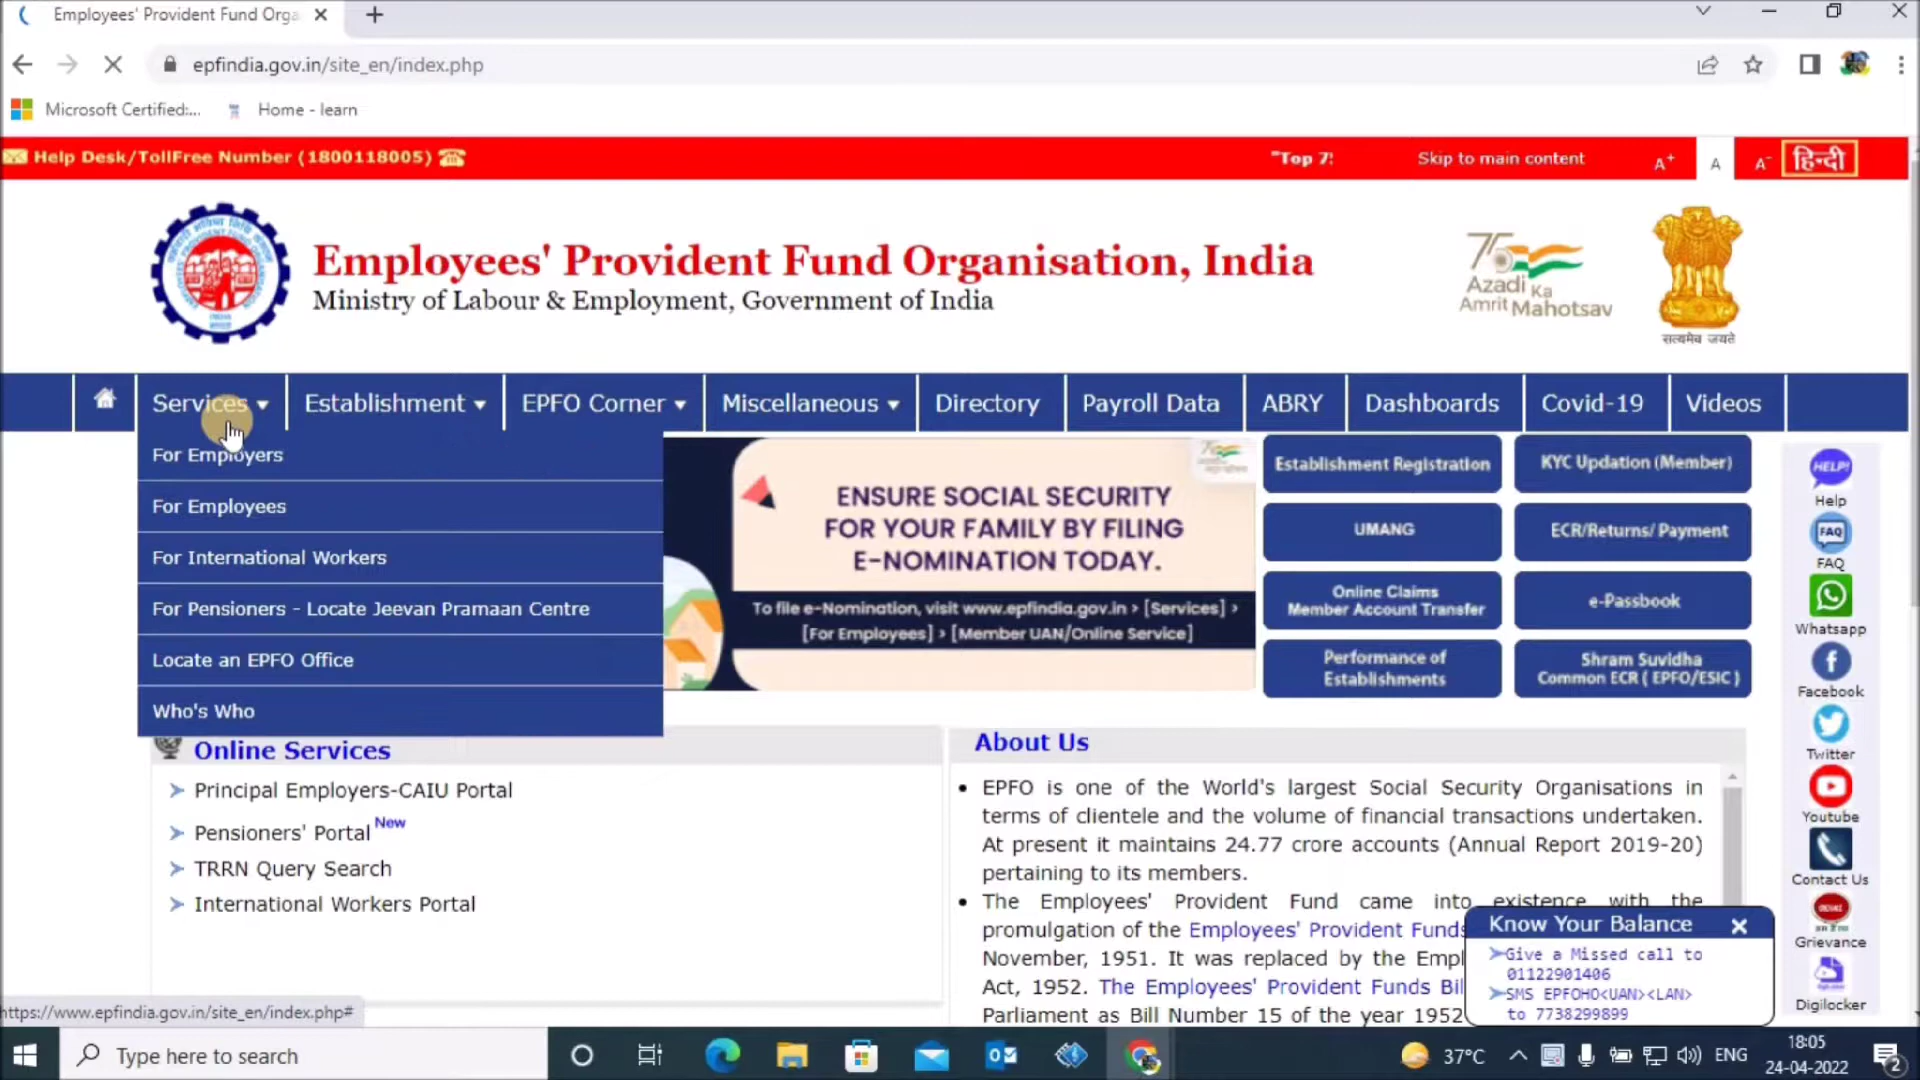 Employees' Provident Fund Orga
epfindia.gov.in/site_en/index.php
Microsoft Certified:...
Home - learn
Help Desk/TollFree Number (1800118005)
"Top 7!
Skip to main content
A+
A
A-
हिन्दी
Employees' Provident Fund Organisation, India
Ministry of Labour & Employment, Government of India
75
Azadi Ka
Amrit Mahotsav
सत्यमेव जयते
Services
Establishment
EPFO Corner
Miscellaneous
Directory
Payroll Data
ABRY
Dashboards
Covid-19
Videos
For Employers
For Employees
For International Workers
For Pensioners - Locate Jeevan Pramaan Centre
Locate an EPFO Office
Who's Who
ENSURE SOCIAL SECURITY
FOR YOUR FAMILY BY FILING
E-NOMINATION TODAY.
To file e-Nomination, visit www.epfindia.gov.in > [Services] >
[For Employees] > [Member UAN/Online Service]
Establishment Registration
KYC Updation (Member)
UMANG
ECR/Returns/ Payment
Online Claims
Member Account Transfer
e-Passbook
Performance of
Establishments
Shram Suvidha
Common ECR ( EPFO/ESIC )
HELP!
Help
FAQ
FAQ
Whatsapp
Facebook
Twitter
Youtube
Contact Us
Grievance
Digilocker
Online Services
Principal Employers-CAIU Portal
Pensioners' Portal New
TRRN Query Search
International Workers Portal
About Us
EPFO is one of the World's largest Social Security Organisations in
terms of clientele and the volume of financial transactions undertaken.
At present it maintains 24.77 crore accounts (Annual Report 2019-20)
pertaining to its members.
The Employees' Provident Fund came into existence with the
promulgation of the Employees' Provident Funds
November, 1951. It was replaced by the Empl
Act, 1952. The Employees' Provident Funds Bil
Parliament as Bill Number 15 of the year 1952
Know Your Balance
Give a Missed call to
01122901406
SMS EPFOHO<UAN><LAN>
to 7738299899
https://www.epfindia.gov.in/site_en/index.php#
Type here to search
37°C
ENG
18:05
24-04-2022
2